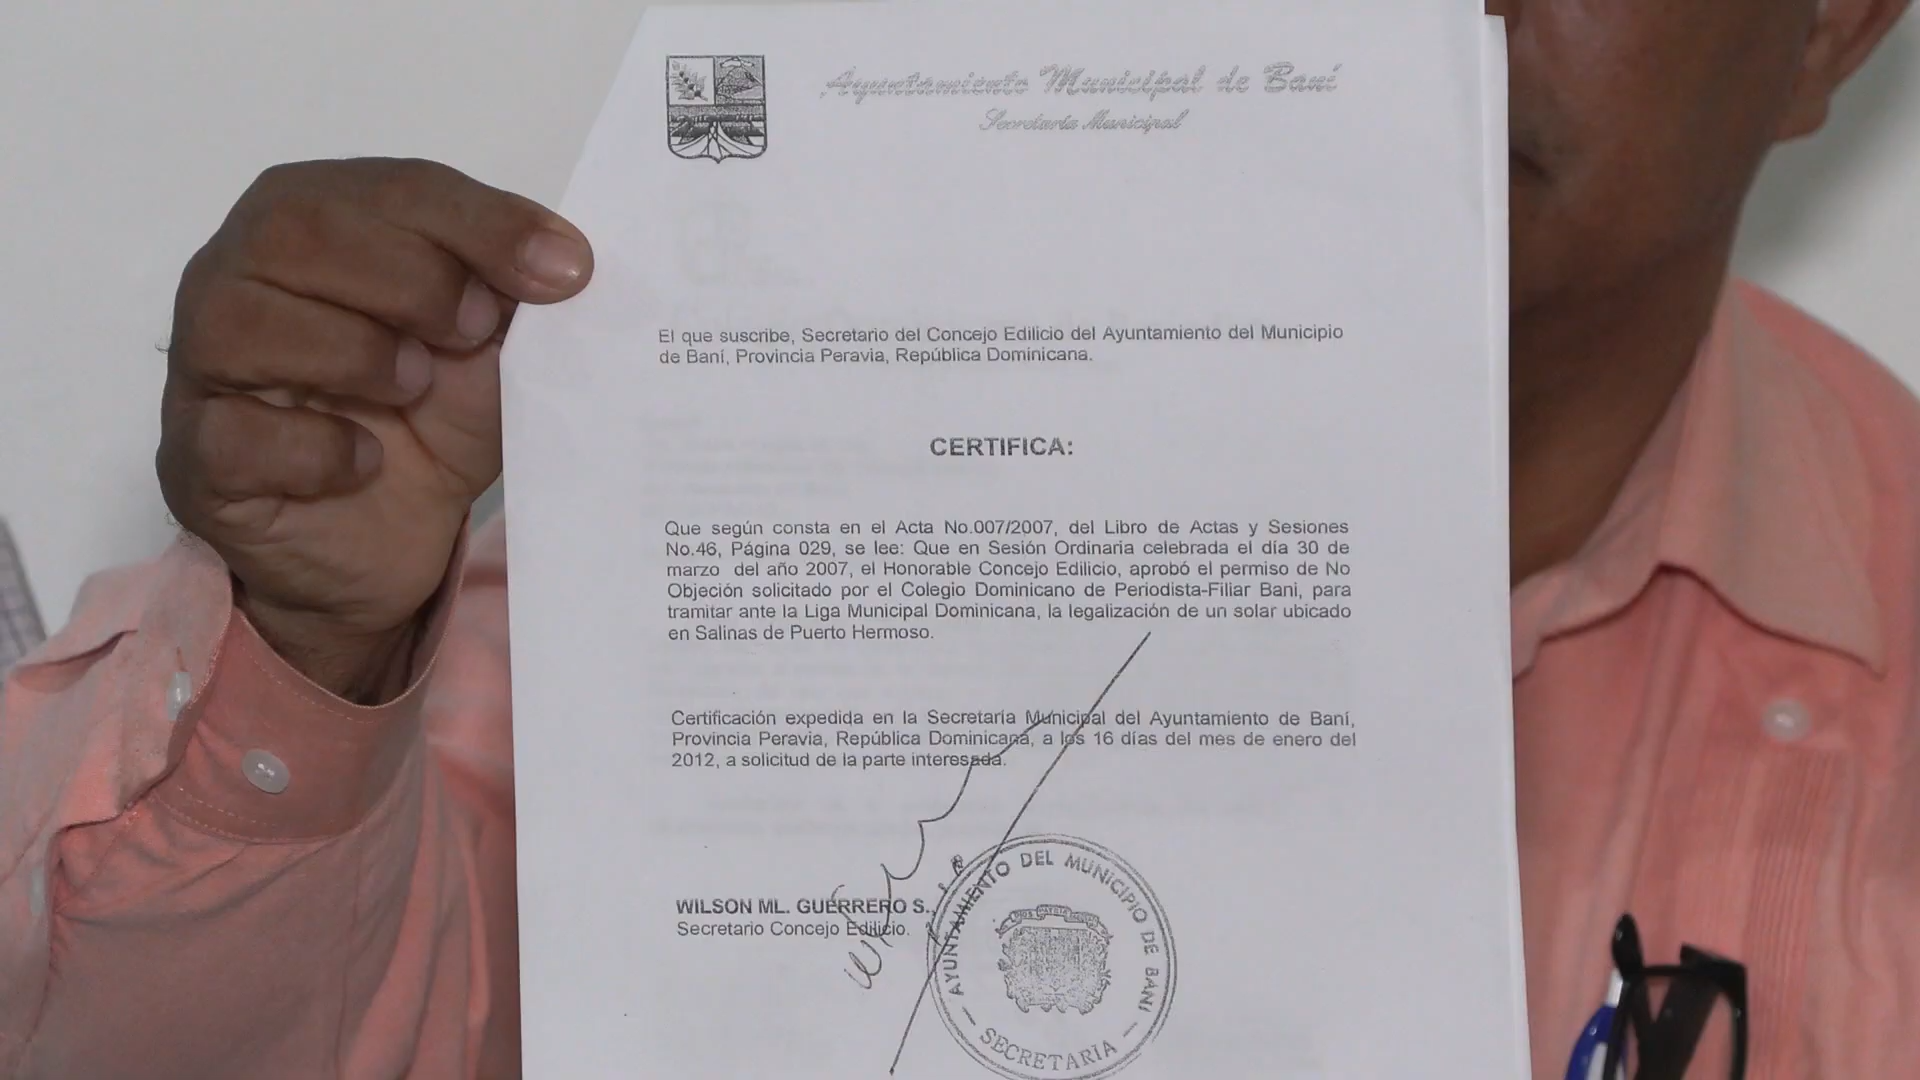 Ayuntamiento Municipal de Baní
Secretaría Municipal
El que suscribe, Secretario del Concejo Edilicio del Ayuntamiento del Municipio
de Baní, Provincia Peravia, República Dominicana.
CERTIFICA:
Que según consta en el Acta No.007/2007, del Libro de Actas y Sesiones
No.46, Página 029, se lee: Que en Sesión Ordinaria celebrada el día 30 de
marzo del año 2007, el Honorable Concejo Edilicio, aprobó el permiso de No
Objeción solicitado por el Colegio Dominicano de Periodista-Filiar Bani, para
tramitar ante la Liga Municipal Dominicana, la legalización de un solar ubicado
en Salinas de Puerto Hermoso.
Certificación expedida en la Secretaría Municipal del Ayuntamiento de Baní,
Provincia Peravia, República Dominicana, a los 16 días del mes de enero del
2012, a solicitud de la parte interesada.
WILSON ML. GUERRERO S.,
Secretario Concejo Edilicio.
AYUNTAMIENTO DEL MUNICIPIO DE BANI
SECRETARIA